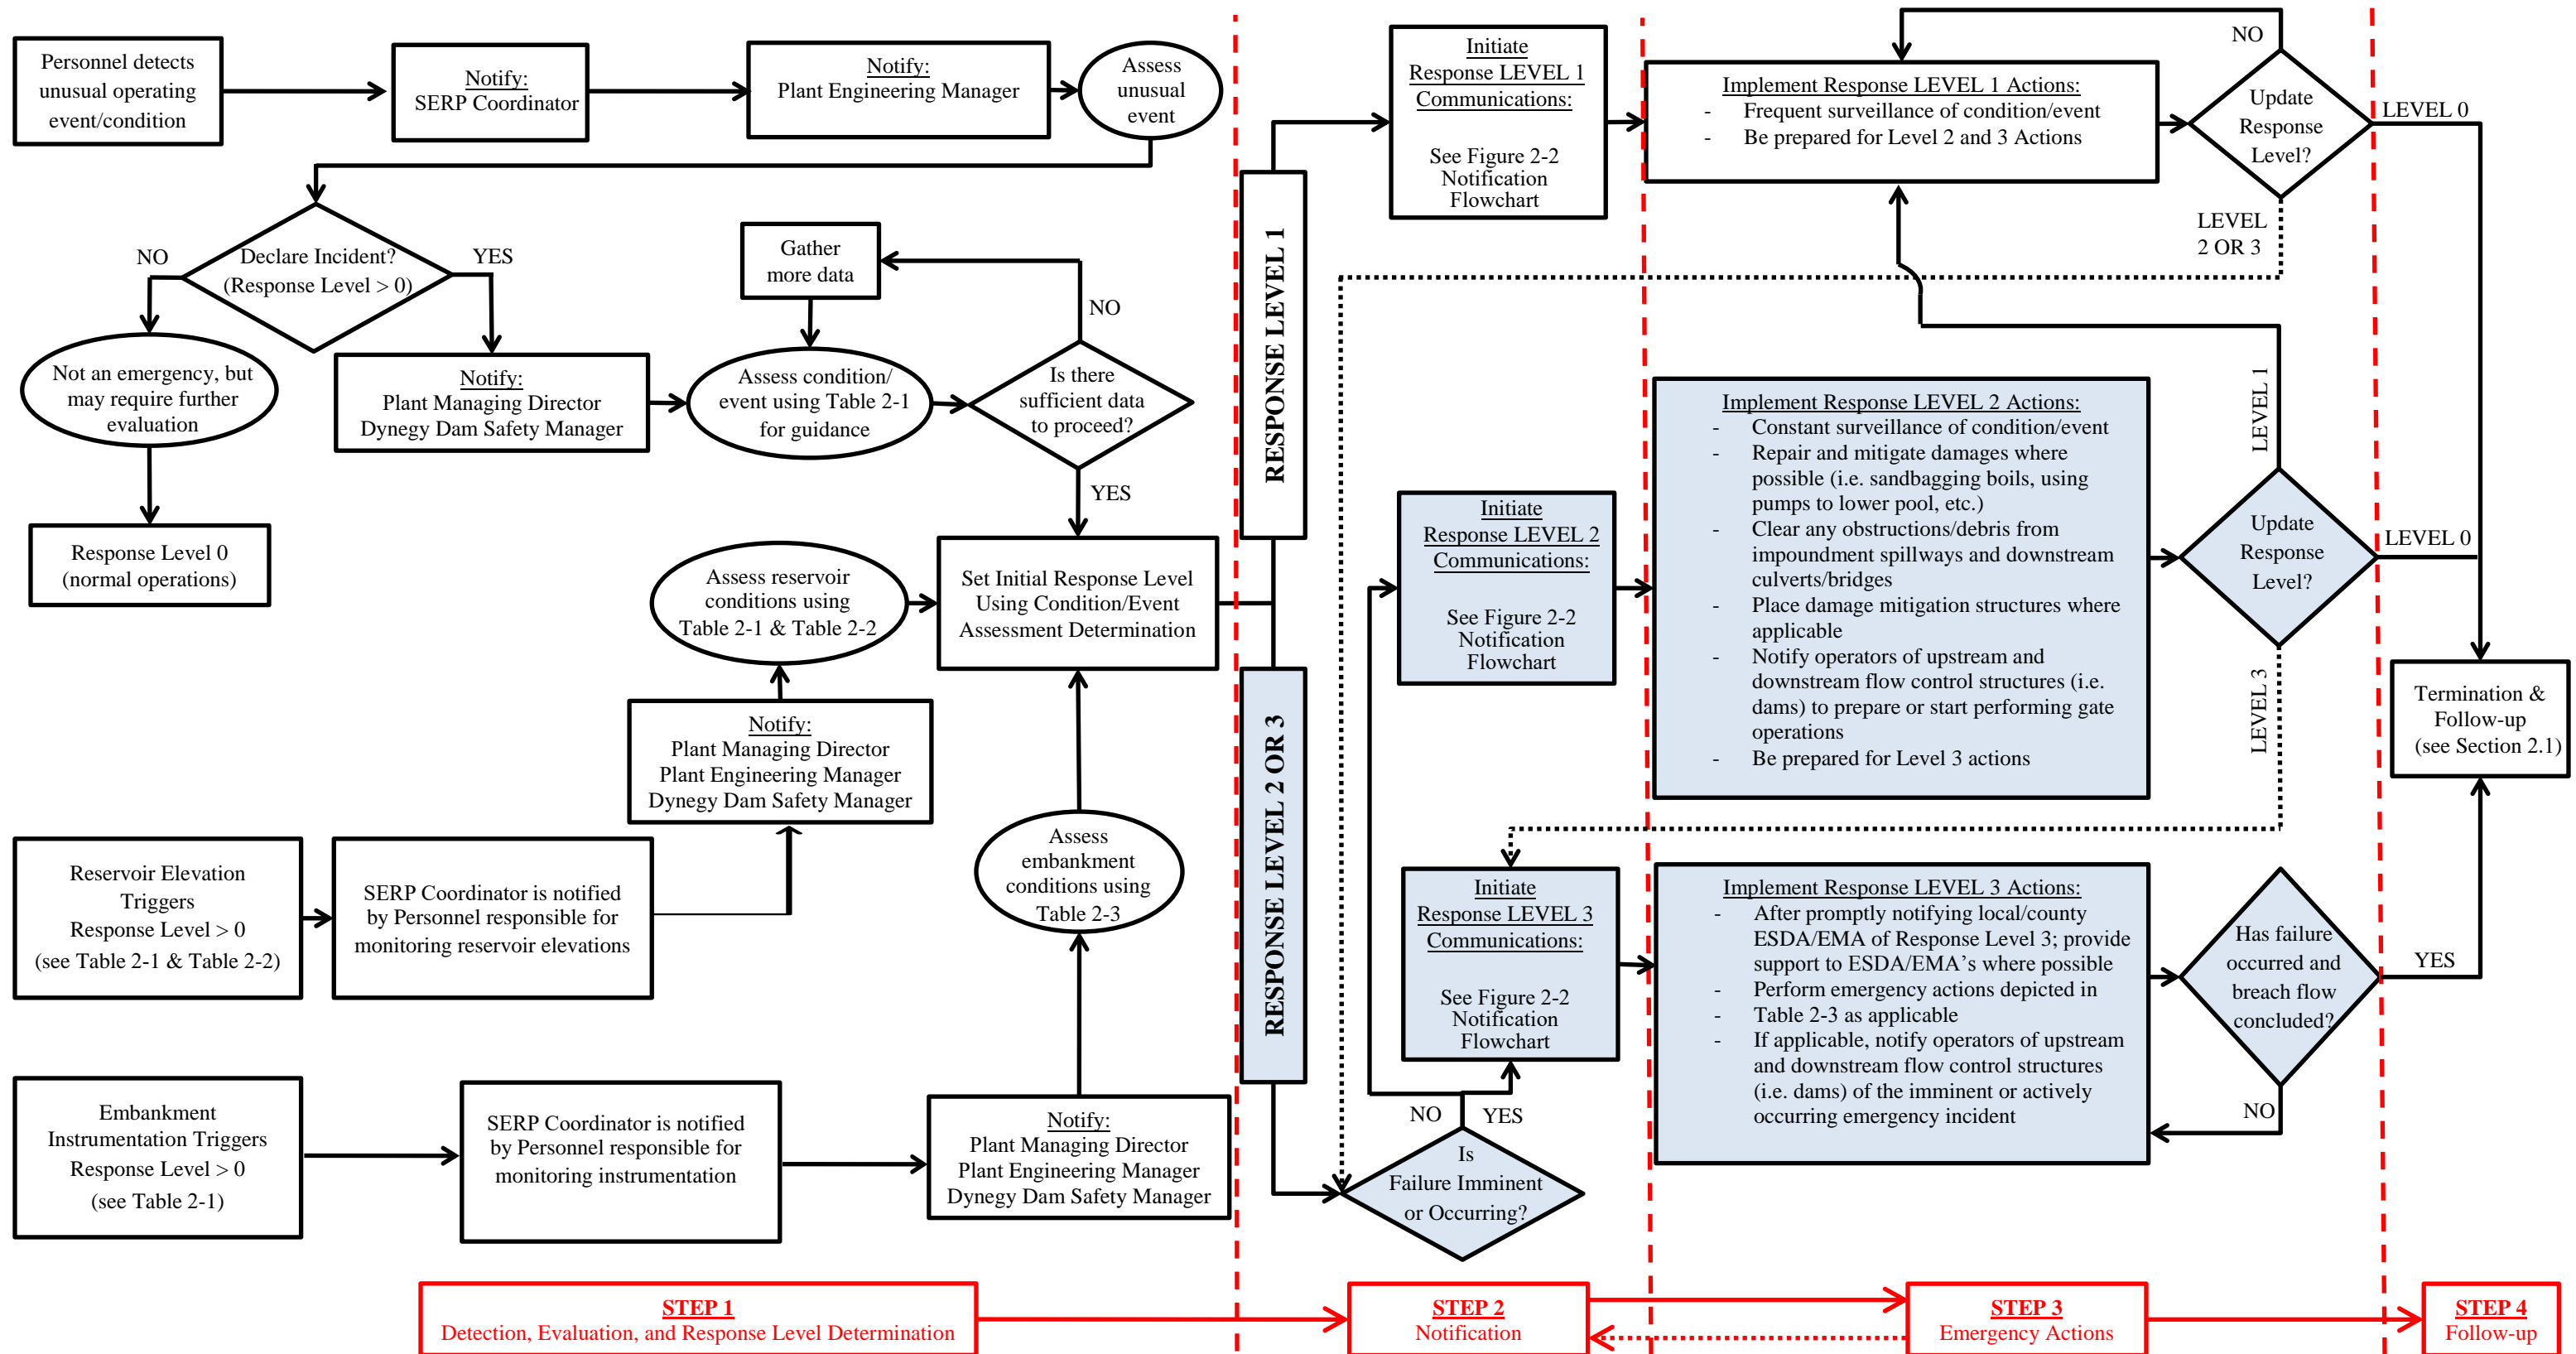 Personnel detects
unusual operating
event/condition
Notify:
SERP Coordinator
Notify:
Plant Engineering Manager
Assess
unusual
event
Declare Incident?
(Response Level > 0)
NO
YES
Not an emergency, but
may require further
evaluation
Response Level 0
(normal operations)
Notify:
Plant Managing Director
Dynegy Dam Safety Manager
Gather
more data
Assess condition/
event using Table 2-1
for guidance
Is there
sufficient data
to proceed?
NO
YES
Assess reservoir
conditions using
Table 2-1 & Table 2-2
Set Initial Response Level
Using Condition/Event
Assessment Determination
Notify:
Plant Managing Director
Plant Engineering Manager
Dynegy Dam Safety Manager
Reservoir Elevation
Triggers
Response Level > 0
(see Table 2-1 & Table 2-2)
SERP Coordinator is notified
by Personnel responsible for
monitoring reservoir elevations
Assess
embankment
conditions using
Table 2-3
Embankment
Instrumentation Triggers
Response Level > 0
(see Table 2-1)
SERP Coordinator is notified
by Personnel responsible for
monitoring instrumentation
Notify:
Plant Managing Director
Plant Engineering Manager
Dynegy Dam Safety Manager
RESPONSE LEVEL 1
RESPONSE LEVEL 2 OR 3
Initiate
Response LEVEL 1
Communications:
See Figure 2-2
Notification
Flowchart
Implement Response LEVEL 1 Actions:
- Frequent surveillance of condition/event
- Be prepared for Level 2 and 3 Actions
NO
Update
Response
Level?
LEVEL 0
LEVEL
2 OR 3
Initiate
Response LEVEL 2
Communications:
See Figure 2-2
Notification
Flowchart
Implement Response LEVEL 2 Actions:
- Constant surveillance of condition/event
- Repair and mitigate damages where
possible (i.e. sandbagging boils, using
pumps to lower pool, etc.)
- Clear any obstructions/debris from
impoundment spillways and downstream
culverts/bridges
- Place damage mitigation structures where
applicable
- Notify operators of upstream and
downstream flow control structures (i.e.
dams) to prepare or start performing gate
operations
- Be prepared for Level 3 actions
LEVEL 1
Update
Response
Level?
LEVEL 0
LEVEL 3
Termination &
Follow-up
(see Section 2.1)
Initiate
Response LEVEL 3
Communications:
See Figure 2-2
Notification
Flowchart
Implement Response LEVEL 3 Actions:
- After promptly notifying local/county
ESDA/EMA of Response Level 3; provide
support to ESDA/EMA’s where possible
- Perform emergency actions depicted in
- Table 2-3 as applicable
- If applicable, notify operators of upstream
and downstream flow control structures
(i.e. dams) of the imminent or actively
occurring emergency incident
Has failure
occurred and
breach flow
concluded?
YES
NO
NO
YES
Is
Failure Imminent
or Occurring?
STEP 1
Detection, Evaluation, and Response Level Determination
STEP 2
Notification
STEP 3
Emergency Actions
STEP 4
Follow-up